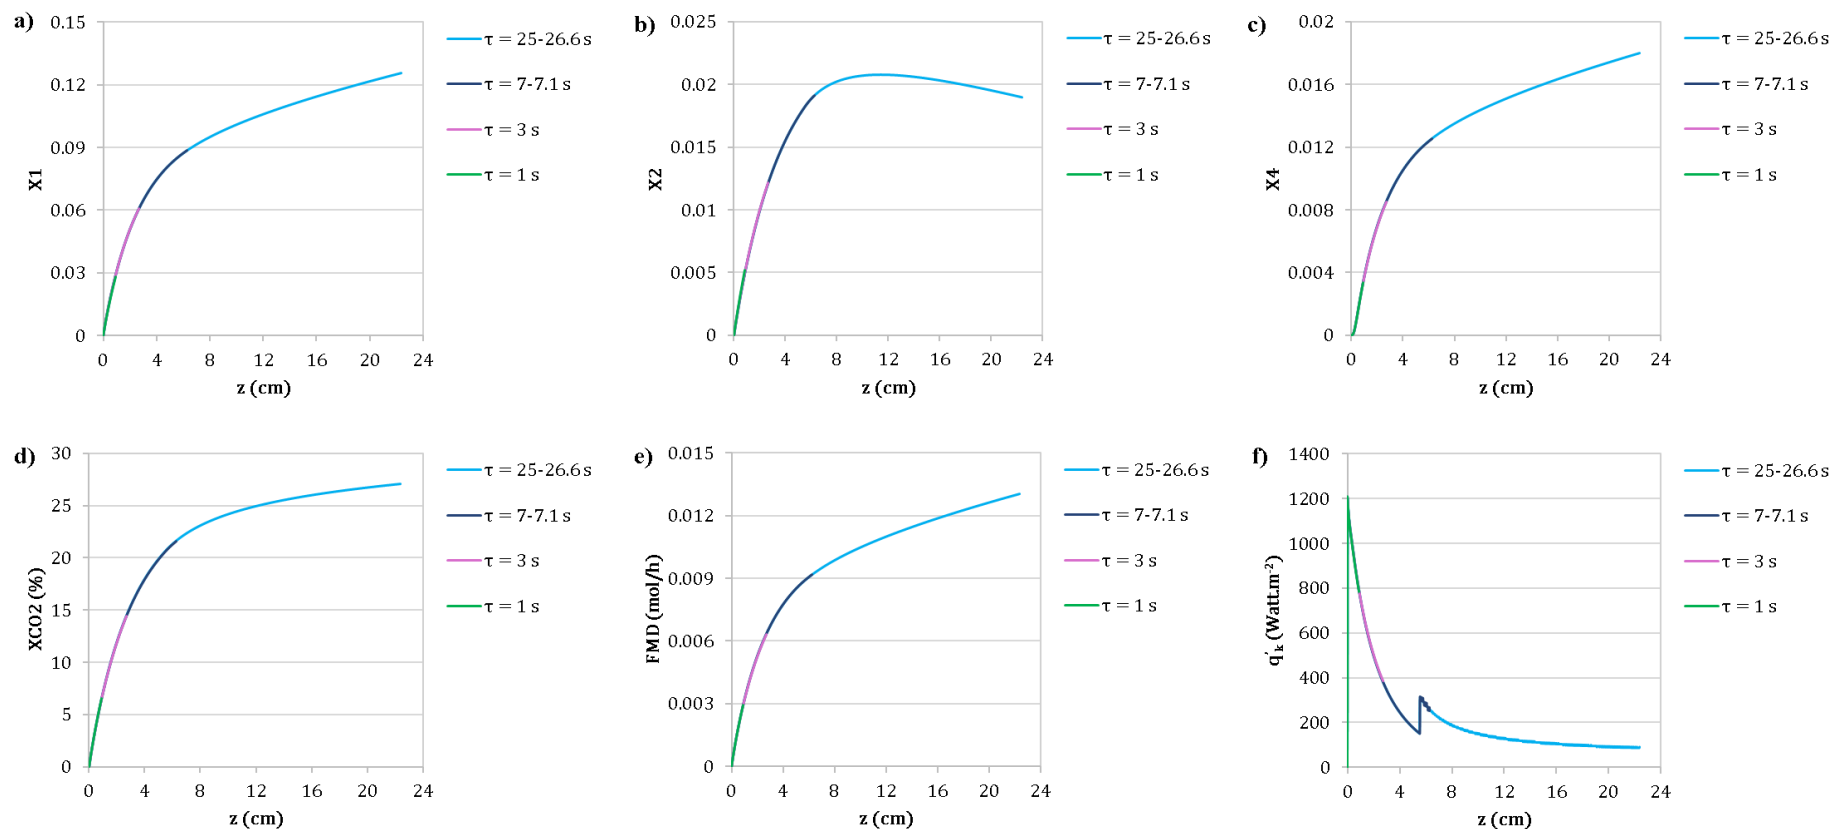 a)
0.15
0.12
0.09
0.06
0.03
0
X1
0 4 8 12 16 20 24
z (cm)
τ = 25-26.6 s
τ = 7-7.1 s
τ = 3 s
τ = 1 s
b)
0.025
0.02
0.015
0.01
0.005
0
X2
0 4 8 12 16 20 24
z (cm)
τ = 25-26.6 s
τ = 7-7.1 s
τ = 3 s
τ = 1 s
c)
0.02
0.016
0.012
0.008
0.004
0
X4
0 4 8 12 16 20 24
z (cm)
τ = 25-26.6 s
τ = 7-7.1 s
τ = 3 s
τ = 1 s
d)
30
25
20
15
10
5
0
XCO2 (%)
0 4 8 12 16 20 24
z (cm)
τ = 25-26.6 s
τ = 7-7.1 s
τ = 3 s
τ = 1 s
e)
0.015
0.012
0.009
0.006
0.003
0
FMD (mol/h)
0 4 8 12 16 20 24
z (cm)
τ = 25-26.6 s
τ = 7-7.1 s
τ = 3 s
τ = 1 s
f)
1400
1200
1000
800
600
400
200
0
q′ₖ (Watt.m⁻²)
0 4 8 12 16 20 24
z (cm)
τ = 25-26.6 s
τ = 7-7.1 s
τ = 3 s
τ = 1 s